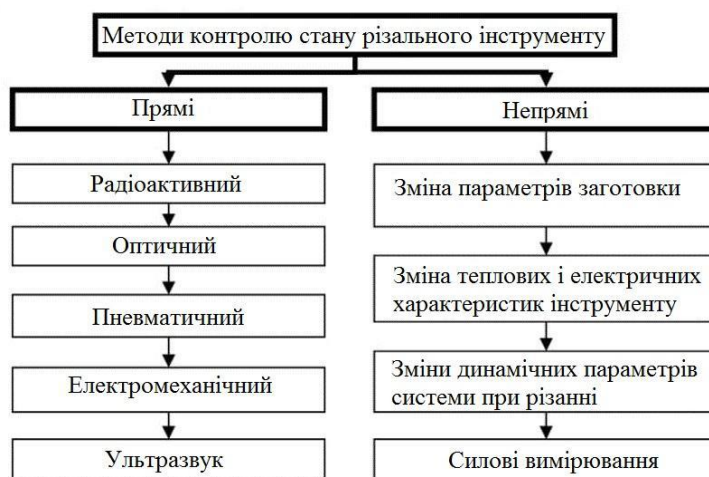 Методи контролю стану різального інструменту
Прямі
Непрямі
Радіоактивний
Оптичний
Пневматичний
Електромеханічний
Ультразвук
Зміна параметрів заготовки
Зміна теплових і електричних
характеристик інструменту
Зміни динамічних параметрів
системи при різанні
Силові вимірювання